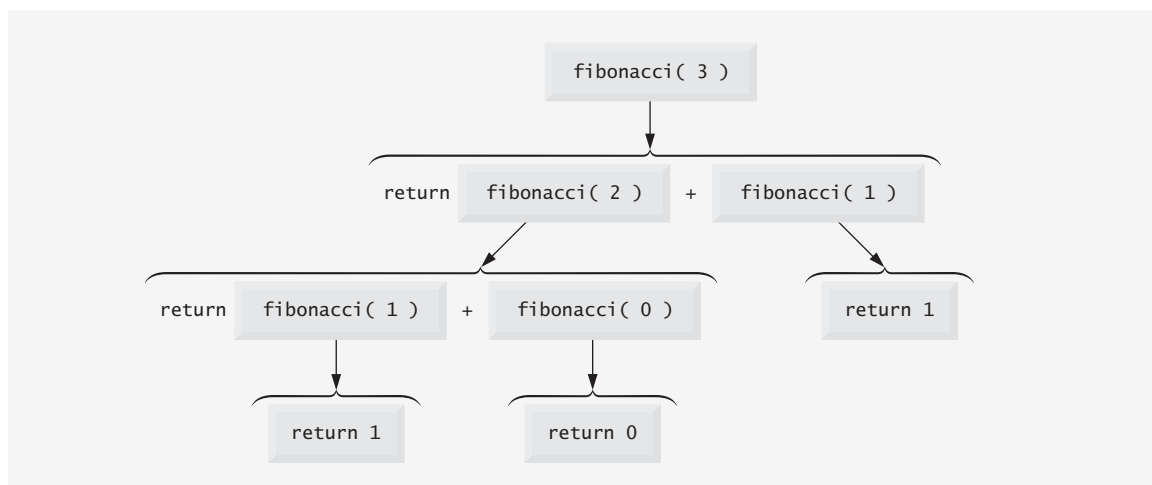 fibonacci( 3 )
return fibonacci( 2 ) + fibonacci( 1 )
return fibonacci( 1 ) + fibonacci( 0 ) return 1
return 1 return 0